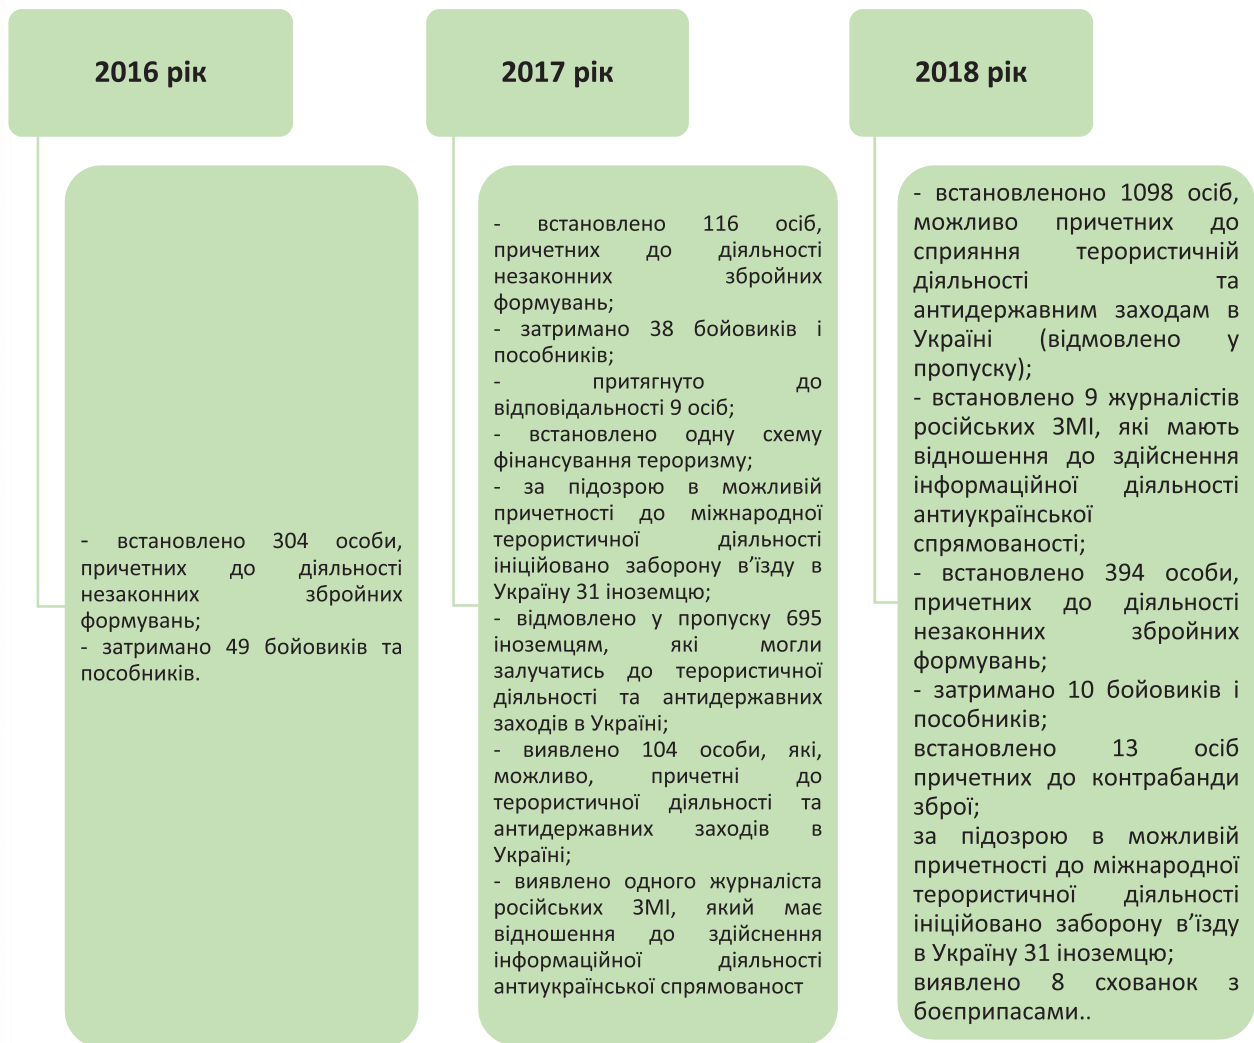 2016 рік
- встановлено 304 особи,
причетних до діяльності
незаконних збройних
формувань;
- затримано 49 бойовиків та
пособників.
2017 рік
- встановлено 116 осіб,
причетних до діяльності
незаконних збройних
формувань;
- затримано 38 бойовиків і
пособників;
- притягнуто до
відповідальності 9 осіб;
- встановлено одну схему
фінансування тероризму;
- за підозрою в можливій
причетності до міжнародної
терористичної діяльності
ініційовано заборону в’їзду в
Україну 31 іноземцю;
- відмовлено у пропуску 695
іноземцям, які могли
залучатись до терористичної
діяльності та антидержавних
заходів в Україні;
- виявлено 104 особи, які,
можливо, причетні до
терористичної діяльності та
антидержавних заходів в
Україні;
- виявлено одного журналіста
російських ЗМІ, який має
відношення до здійснення
інформаційної діяльності
антиукраїнської спрямованост
2018 рік
- встановленоно 1098 осіб,
можливо причетних до
сприяння терористичній
діяльності та
антидержавним заходам в
Україні (відмовлено у
пропуску);
- встановлено 9 журналістів
російських ЗМІ, які мають
відношення до здійснення
інформаційної діяльності
антиукраїнської
спрямованості;
- встановлено 394 особи,
причетних до діяльності
незаконних збройних
формувань;
- затримано 10 бойовиків і
пособників;
встановлено 13 осіб
причетних до контрабанди
зброї;
за підозрою в можливій
причетності до міжнародної
терористичної діяльності
ініційовано заборону в’їзду
в Україну 31 іноземцю;
виявлено 8 схованок з
боєприпасами..